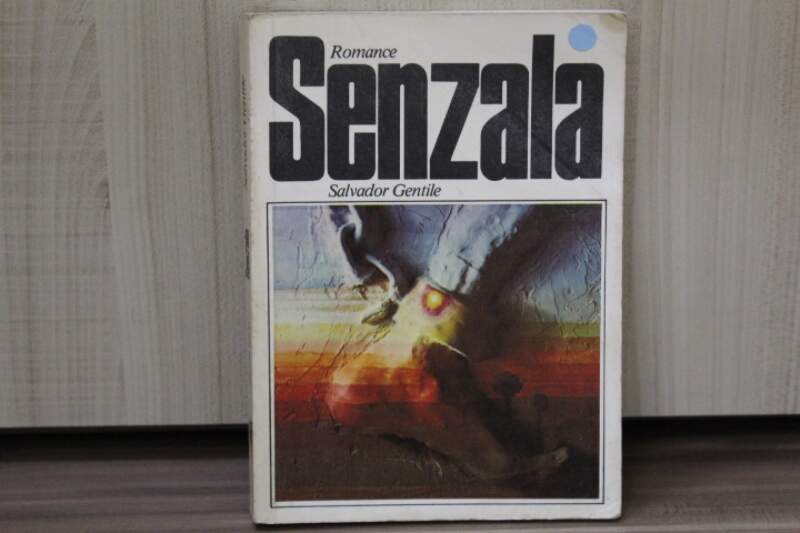 Romance
Senzala
Salvador Gentile